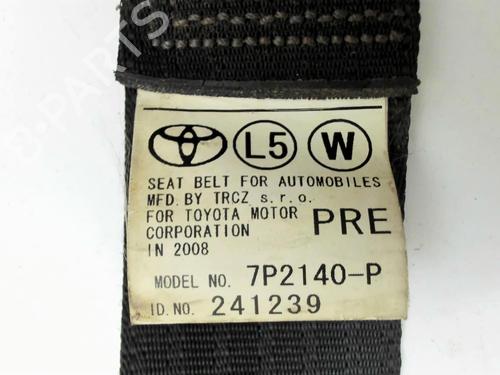 L5 W
SEAT BELT FOR AUTOMOBILES
MFD. BY TRCZ s.r.o.
FOR TOYOTA MOTOR
CORPORATION
PRE
IN 2008
MODEL NO. 7P2140-P
ID.NO. 241239